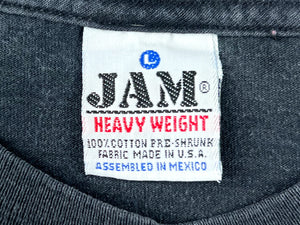 L
JAM®
HEAVY WEIGHT
100% COTTON PRE-SHRUNK
FABRIC MADE IN U.S.A.
ASSEMBLED IN MEXICO